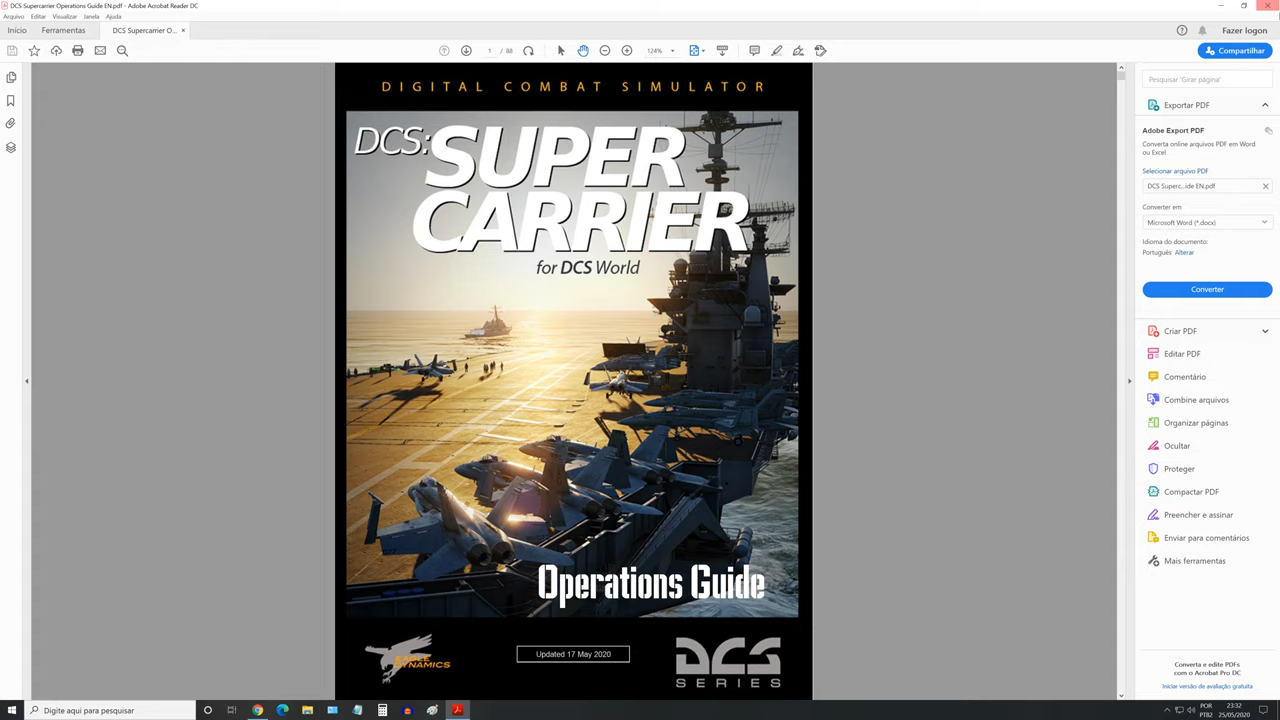 DCS Supercarrier Operations Guide EN.pdf - Adobe Acrobat Reader DC
Arquivo Editar Visualizar Janela Ajuda
Início Ferramentas DCS Supercarrier O... × Fazer logon
1 / 88 124% Compartilhar
DIGITAL COMBAT SIMULATOR
DCS: SUPER
CARRIER
for DCS World
Operations Guide
EAGLE
DYNAMICS
Updated 17 May 2020
DCS
SERIES
Pesquisar 'Girar página'
Exportar PDF
Adobe Export PDF
Converta online arquivos PDF em Word
ou Excel
Selecionar arquivo PDF
DCS Superc...ide EN.pdf
Converter em
Microsoft Word (*.docx)
Idioma do documento:
Português Alterar
Converter
Criar PDF
Editar PDF
Comentário
Combine arquivos
Organizar páginas
Ocultar
Proteger
Compactar PDF
Preencher e assinar
Enviar para comentários
Mais ferramentas
Converta e edite PDFs
com o Acrobat Pro DC
Iniciar versão de avaliação gratuita
Digite aqui para pesquisar
POR
PTB2
23:32
25/05/2020